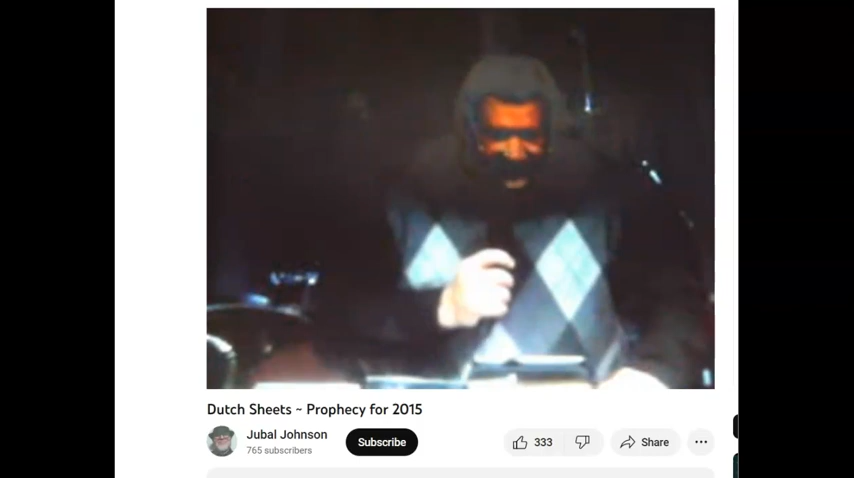 Dutch Sheets ~ Prophecy for 2015
Jubal Johnson
765 subscribers
Subscribe
333
Share